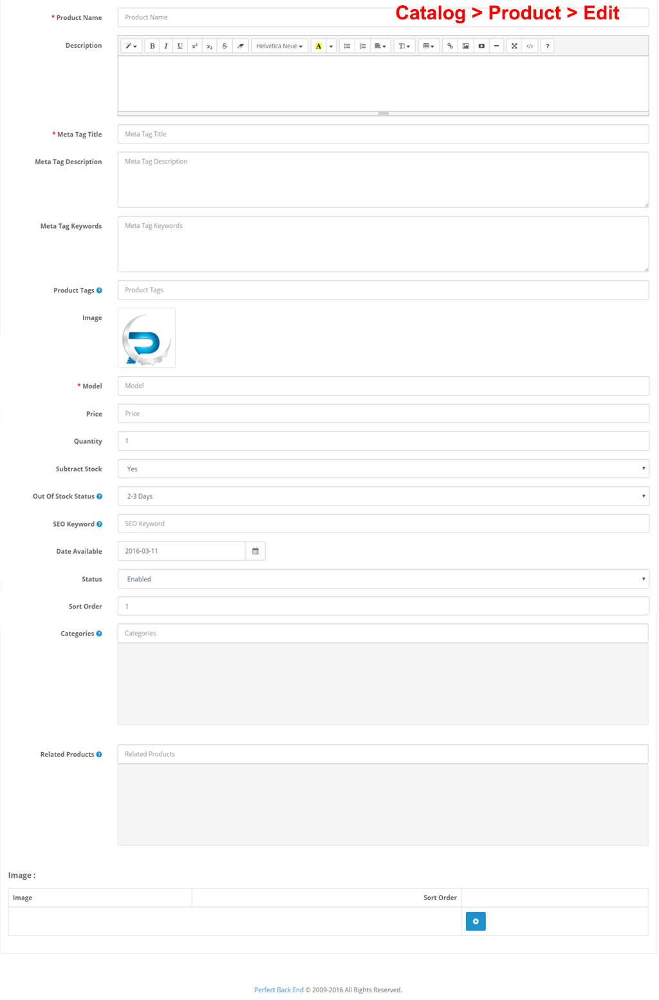 Catalog > Product > Edit
* Product Name
Product Name
Description
B I U x² x₂ S Helvetica Neue A TI </> ?
* Meta Tag Title
Meta Tag Title
Meta Tag Description
Meta Tag Description
Meta Tag Keywords
Meta Tag Keywords
Product Tags ?
Product Tags
Image
* Model
Model
Price
Price
Quantity
1
Subtract Stock
Yes
Out Of Stock Status ?
2-3 Days
SEO Keyword ?
SEO Keyword
Date Available
2016-03-11
Status
Enabled
Sort Order
1
Categories ?
Categories
Related Products ?
Related Products
Image :
Image Sort Order
Perfect Back End © 2009-2016 All Rights Reserved.